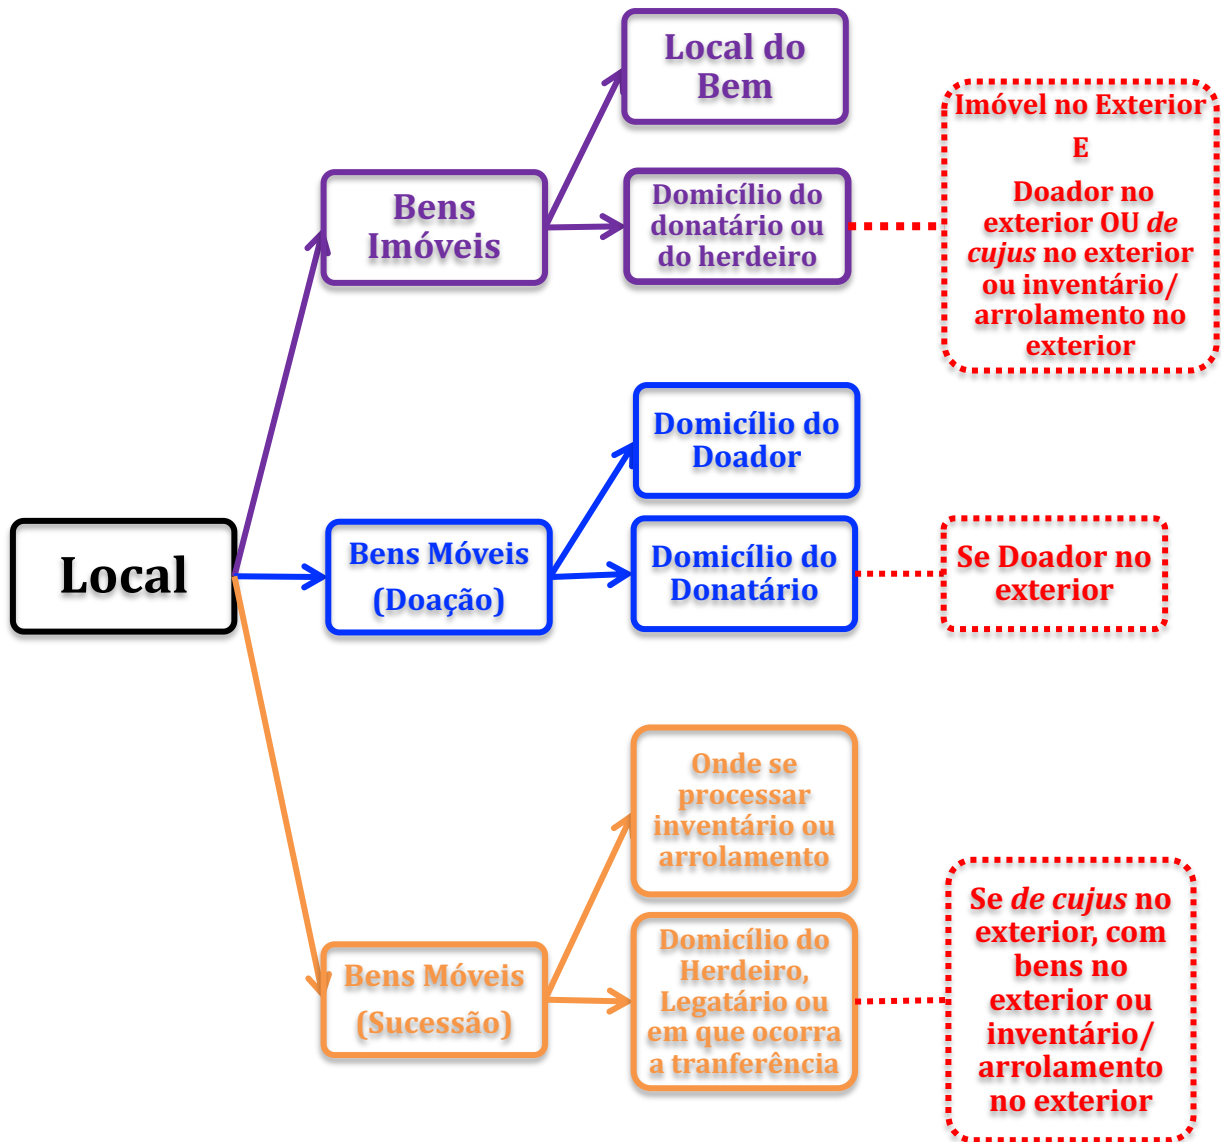 Local
Bens
Imóveis
Local do
Bem
Domicílio do
donatário ou
do herdeiro
Imóvel no Exterior
E
Doador no
exterior OU de
cujus no exterior
ou inventário/
arrolamento no
exterior
Bens Móveis
(Doação)
Domicílio do
Doador
Domicílio do
Donatário
Se Doador no
exterior
Bens Móveis
(Sucessão)
Onde se
processar
inventário ou
arrolamento
Domicílio do
Herdeiro,
Legatário ou
em que ocorra
a tranferência
Se de cujus no
exterior, com
bens no
exterior ou
inventário/
arrolamento
no exterior